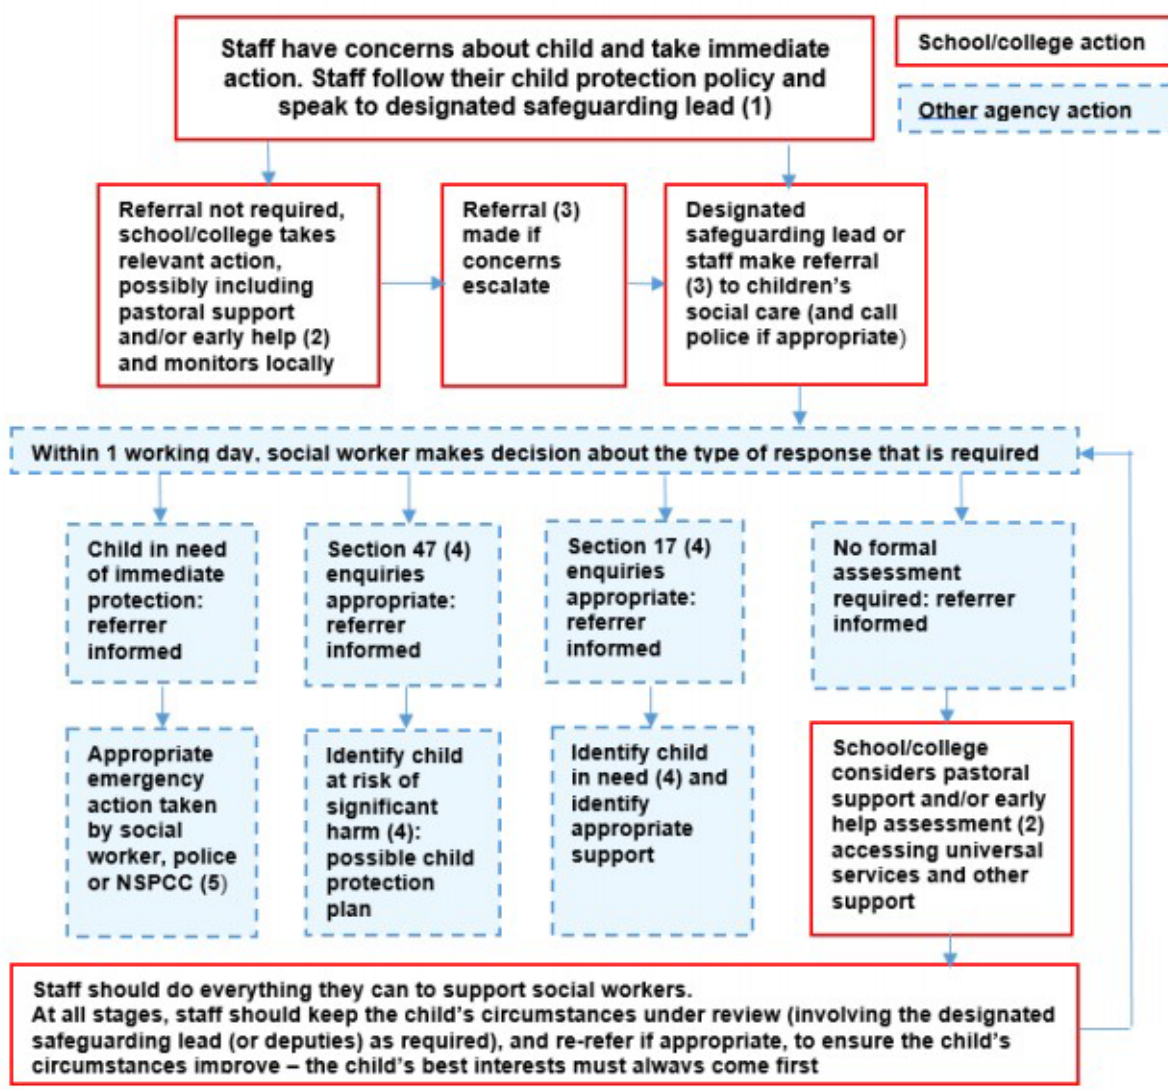 Staff have concerns about child and take immediate
action. Staff follow their child protection policy and
speak to designated safeguarding lead (1)
School/college action
Other agency action
Referral not required,
school/college takes
relevant action,
possibly including
pastoral support
and/or early help (2)
and monitors locally
Referral (3)
made if
concerns
escalate
Designated
safeguarding lead or
staff make referral
(3) to children’s
social care (and call
police if appropriate)
Within 1 working day, social worker makes decision about the type of response that is required
Child in need
of immediate
protection:
referrer
informed
Section 47 (4)
enquiries
appropriate:
referrer
informed
Section 17 (4)
enquiries
appropriate:
referrer
informed
No formal
assessment
required: referrer
informed
Appropriate
emergency
action taken
by social
worker, police
or NSPCC (5)
Identify child
at risk of
significant
harm (4):
possible child
protection
plan
Identify child
in need (4) and
identify
appropriate
support
School/college
considers pastoral
support and/or early
help assessment (2)
accessing universal
services and other
support
Staff should do everything they can to support social workers.
At all stages, staff should keep the child’s circumstances under review (involving the designated
safeguarding lead (or deputies) as required), and re-refer if appropriate, to ensure the child’s
circumstances improve – the child’s best interests must always come first